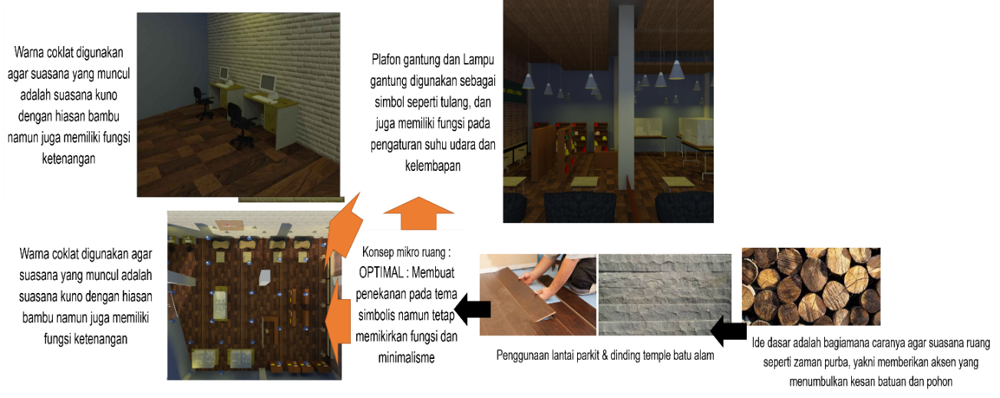 Warna coklat digunakan
agar suasana yang muncul
adalah suasana kuno
dengan hiasan bambu
namun juga memiliki fungsi
ketenangan
Plafon gantung dan Lampu
gantung digunakan sebagai
simbol seperti tulang, dan
juga memiliki fungsi pada
pengaturan suhu udara dan
kelembapan
Warna coklat digunakan agar
suasana yang muncul adalah
suasana kuno dengan hiasan
bambu namun juga memiliki
fungsi ketenangan
Konsep mikro ruang :
OPTIMAL : Membuat
penekanan pada tema
simbolis namun tetap
memikirkan fungsi dan
minimalisme
Penggunaan lantai parkit & dinding temple batu alam
Ide dasar adalah bagiamana caranya agar suasana ruang
seperti zaman purba, yakni memberikan aksen yang
menumbulkan kesan batuan dan pohon